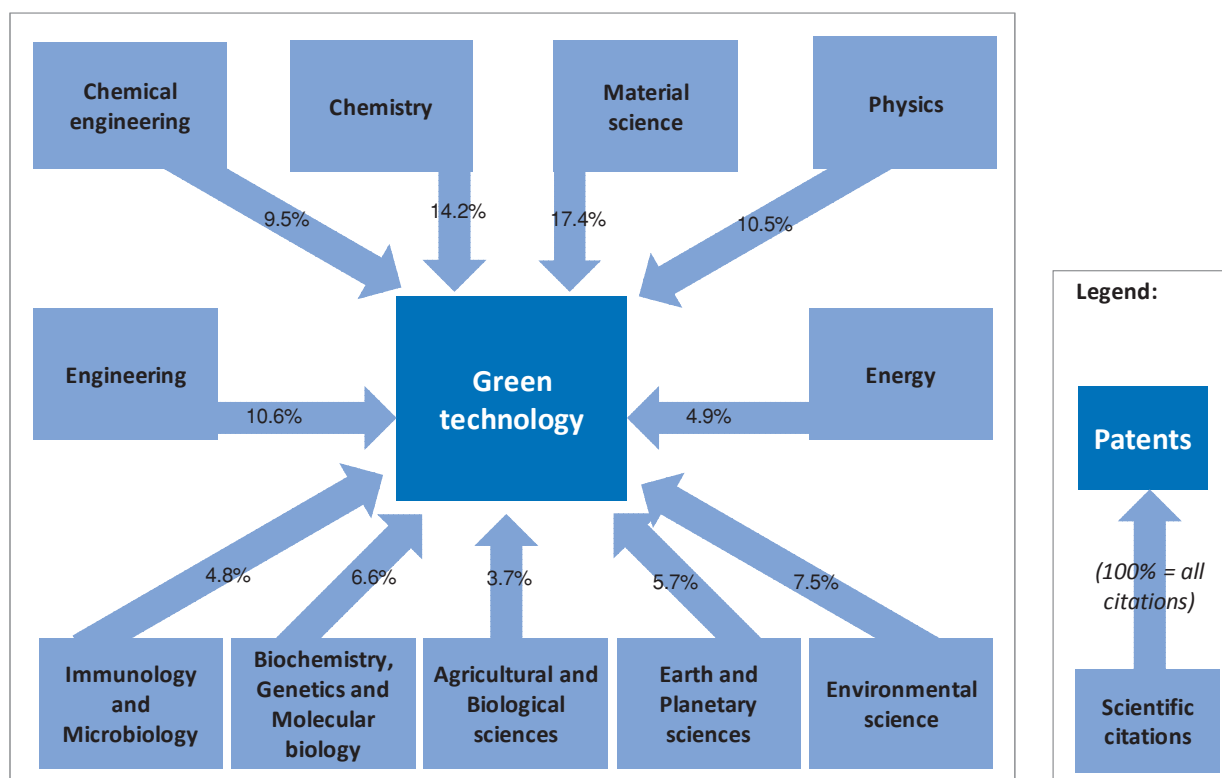 Chemical
engineering
Chemistry
Material
science
Physics
9.5%
14.2%
17.4%
10.5%
Engineering
10.6%
Green
technology
Energy
4.9%
4.8%
6.6%
3.7%
5.7%
7.5%
Immunology
and
Microbiology
Biochemistry,
Genetics and
Molecular
biology
Agricultural and
Biological
sciences
Earth and
Planetary
sciences
Environmental
science
Legend:
Patents
(100% = all
citations)
Scientific
citations